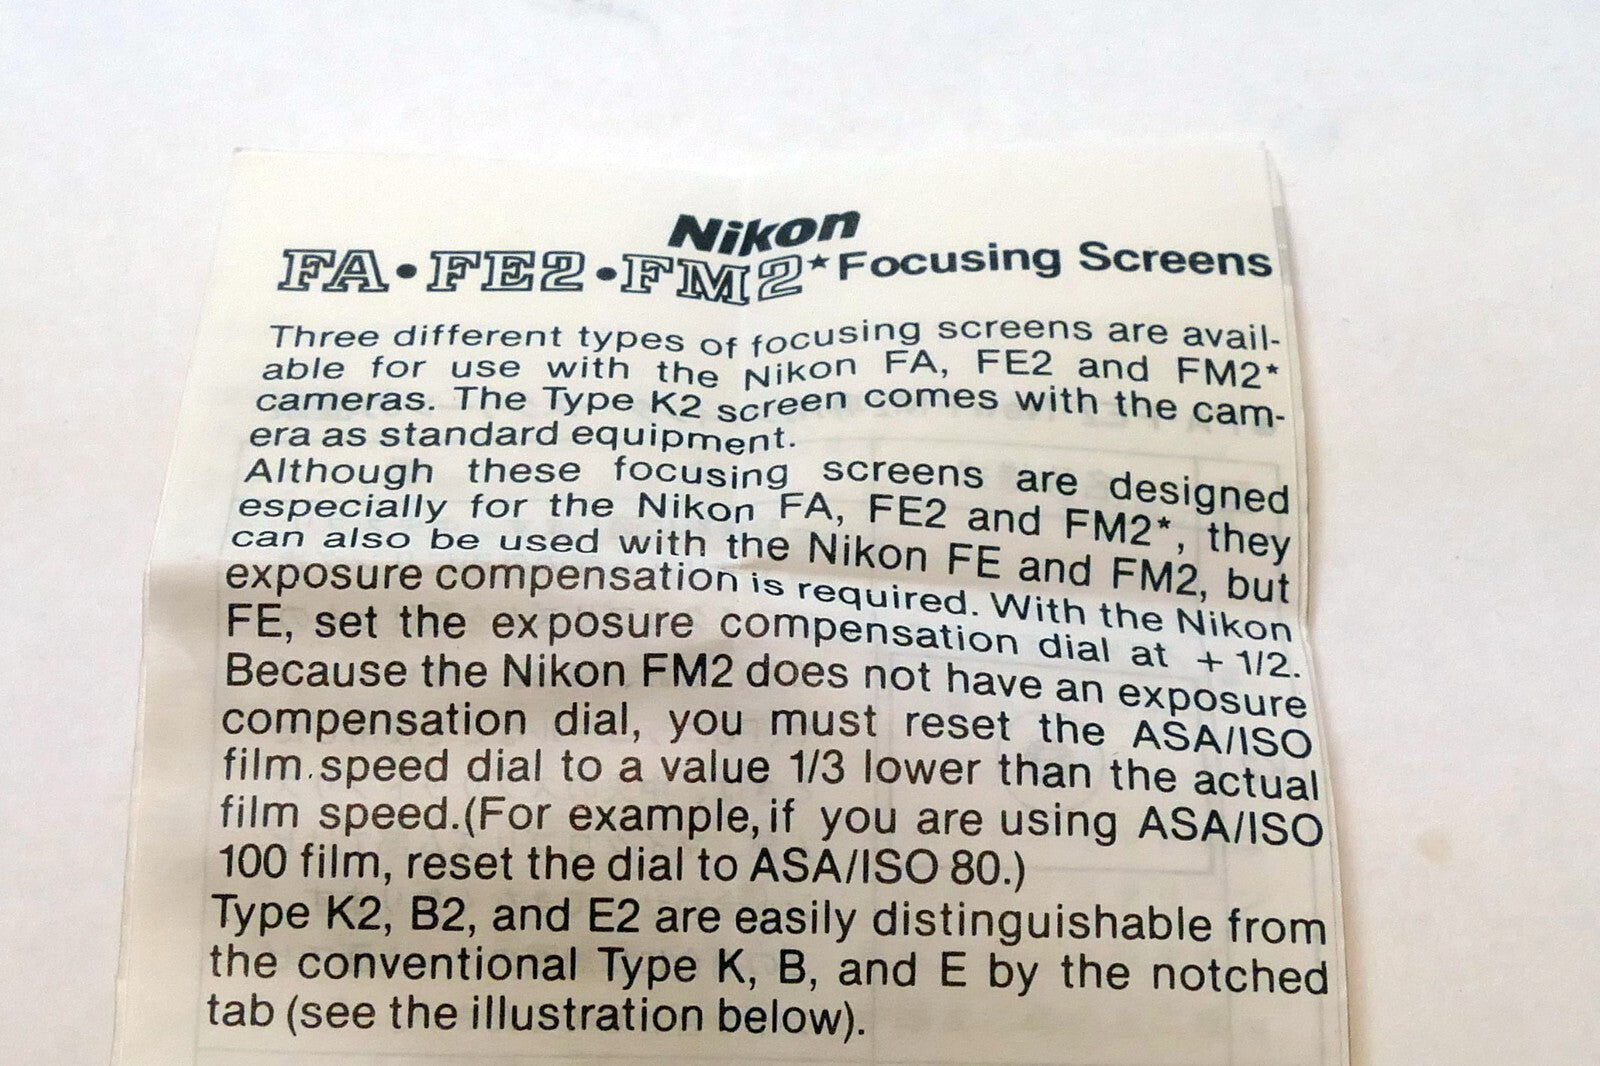 Nikon
FA•FE2•FM2* Focusing Screens
Three different types of focusing screens are avail-
able for use with the Nikon FA, FE2 and FM2*
cameras. The Type K2 screen comes with the cam-
era as standard equipment.
Although these focusing screens are designed
especially for the Nikon FA, FE2 and FM2*, they
can also be used with the Nikon FE and FM2, but
exposure compensation is required. With the Nikon
FE, set the exposure compensation dial at + 1/2.
Because the Nikon FM2 does not have an exposure
compensation dial, you must reset the ASA/ISO
film speed dial to a value 1/3 lower than the actual
film speed. (For example, if you are using ASA/ISO
100 film, reset the dial to ASA/ISO 80.)
Type K2, B2, and E2 are easily distinguishable from
the conventional Type K, B, and E by the notched
tab (see the illustration below).